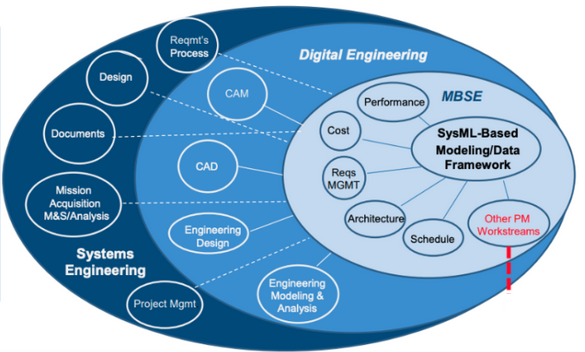 Reqmt's
Process
Digital Engineering
Design
CAM
MBSE
Performance
Documents
Cost
SysML-Based
Modeling/Data
Framework
CAD
Reqs
MGMT
Mission
Acquisition
M&S/Analysis
Architecture
Other PM
Workstreams
Engineering
Design
Schedule
Systems
Engineering
Engineering
Modeling &
Analysis
Project Mgmt